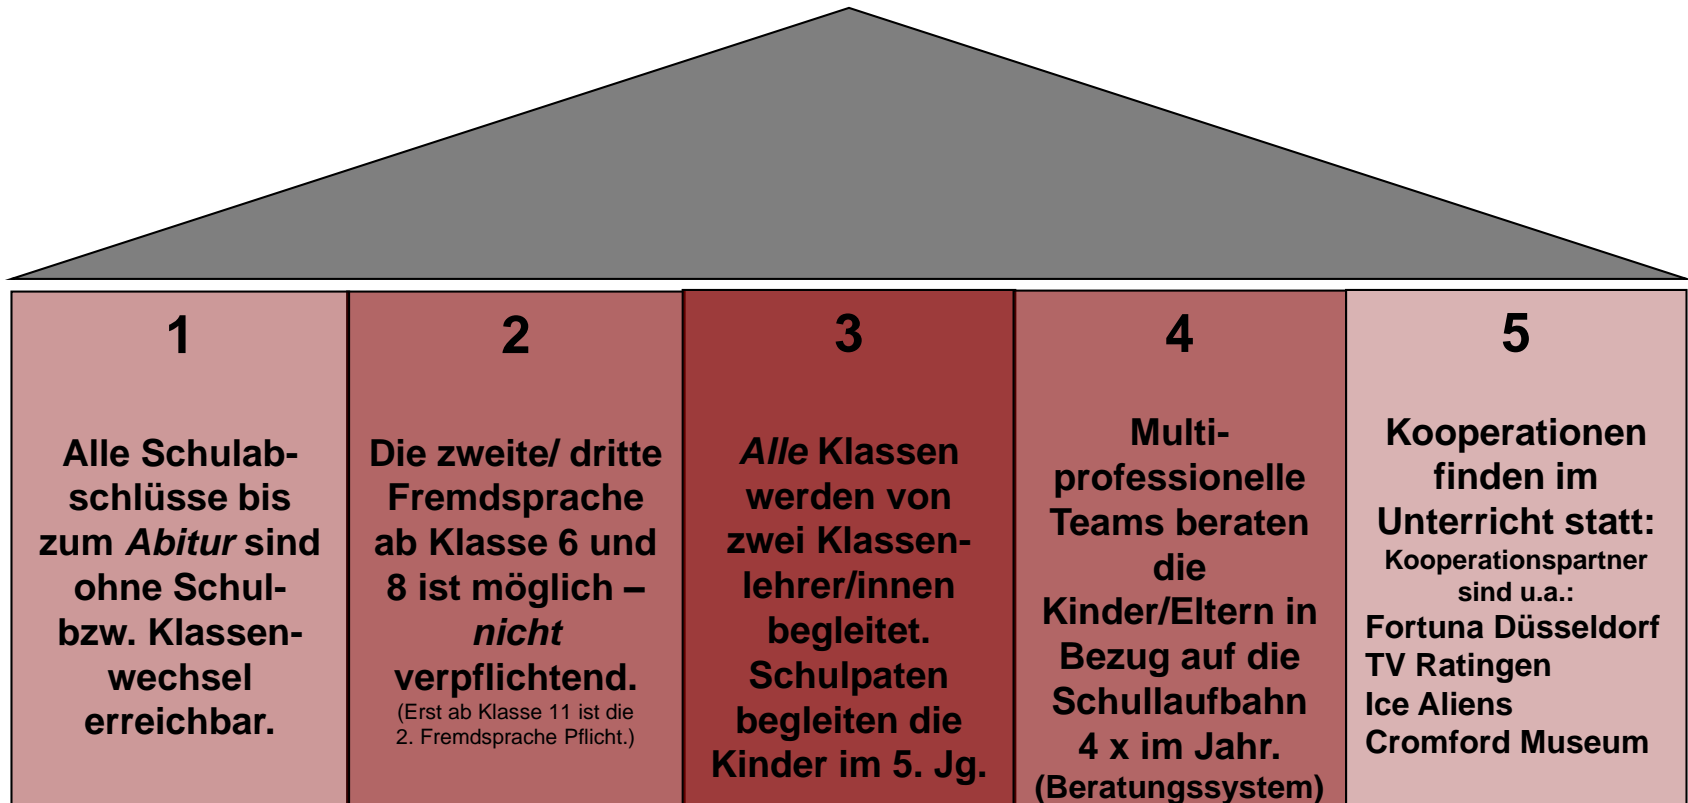 1
Alle Schulab-
schlüsse bis
zum Abitur sind
ohne Schul-
bzw. Klassen-
wechsel
erreichbar.
2
Die zweite/ dritte
Fremdsprache
ab Klasse 6 und
8 ist möglich –
nicht
verpflichtend.
(Erst ab Klasse 11 ist die
2. Fremdsprache Pflicht.)
3
Alle Klassen
werden von
zwei Klassen-
lehrer/innen
begleitet.
Schulpaten
begleiten die
Kinder im 5. Jg.
4
Multi-
professionelle
Teams beraten
die
Kinder/Eltern in
Bezug auf die
Schullaufbahn
4 x im Jahr.
(Beratungssystem)
5
Kooperationen
finden im
Unterricht statt:
Kooperationspartner
sind u.a.:
Fortuna Düsseldorf
TV Ratingen
Ice Aliens
Cromford Museum